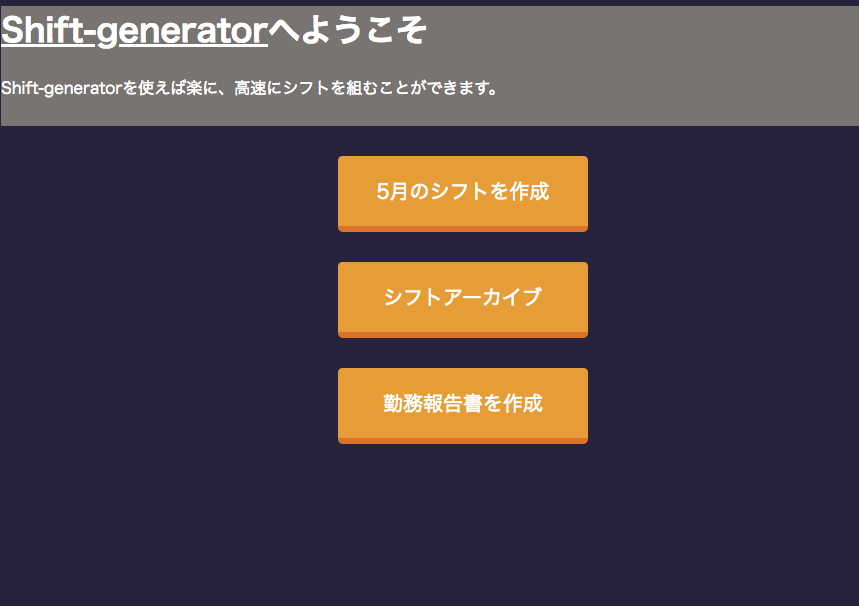 Shift-generatorへようこそ
Shift-generatorを使えば楽に、高速にシフトを組むことができます。
5月のシフトを作成
シフトアーカイブ
勤務報告書を作成